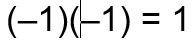 (–1)(–1) = 1